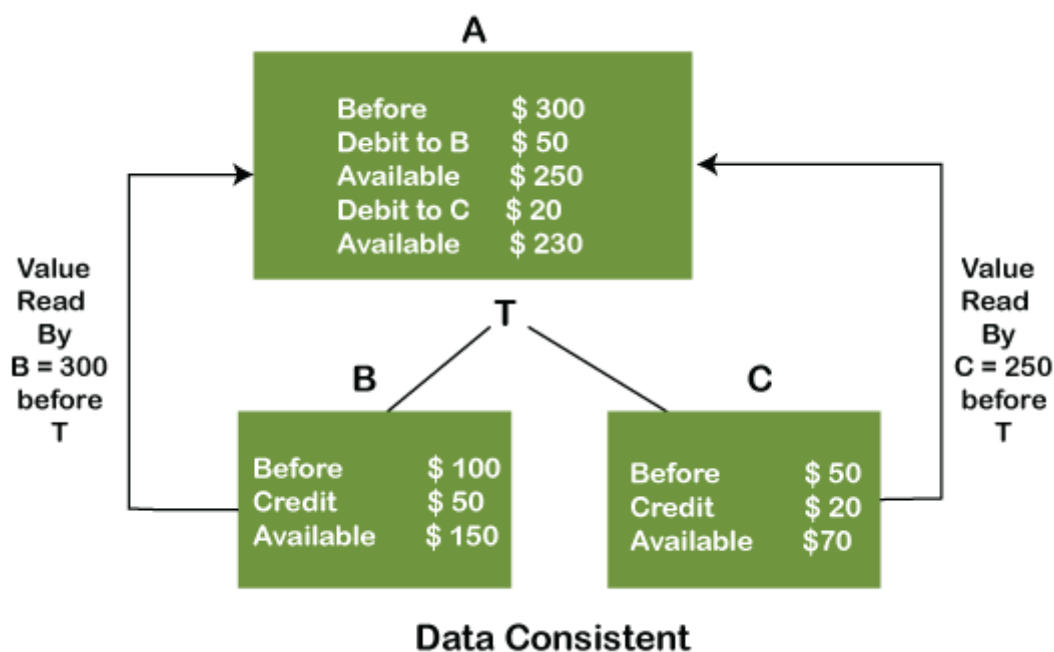 A
Before $ 300
Debit to B $ 50
Available $ 250
Debit to C $ 20
Available $ 230
Value
Read
By
B = 300
before
T
Value
Read
By
C = 250
before
T
T
B
C
Before $ 100
Credit $ 50
Available $ 150
Before $ 50
Credit $ 20
Available $70
Data Consistent